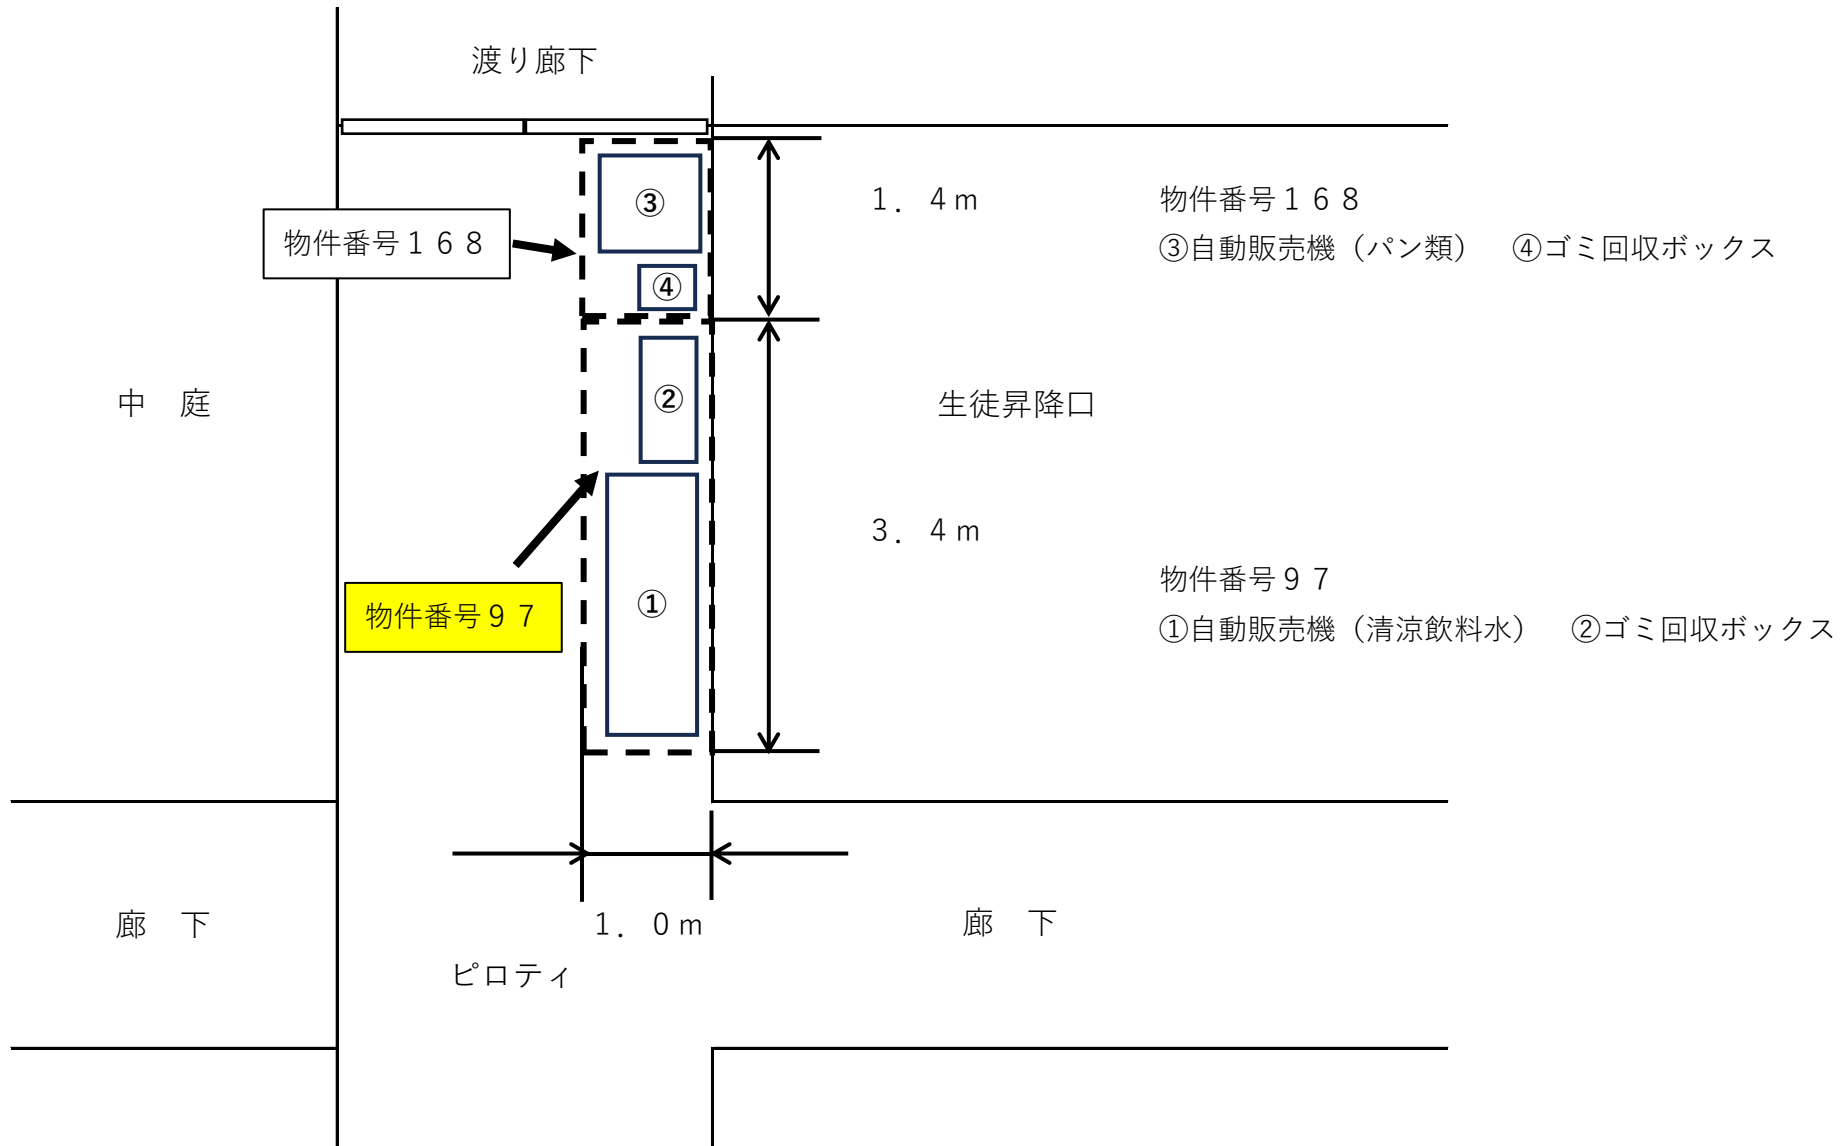 渡り廊下
③
1．4ｍ
物件番号168
物件番号168
③自動販売機（パン類）　④ゴミ回収ボックス
④
②
中　庭
生徒昇降口
3．4ｍ
物件番号97
①
物件番号97
①自動販売機（清涼飲料水）　②ゴミ回収ボックス
廊　下
1．0ｍ
廊　下
ピロティ